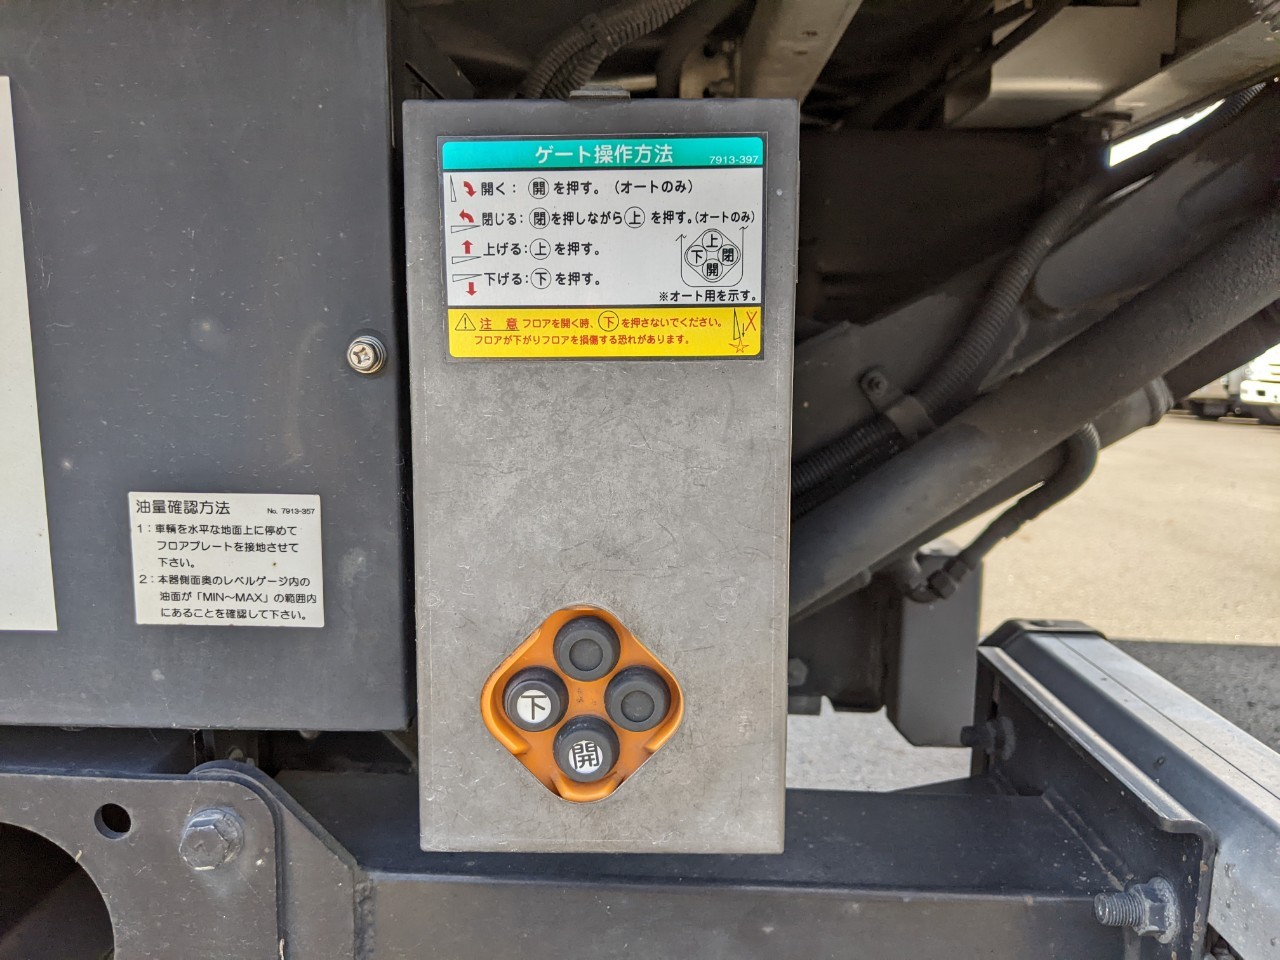 ゲート操作方法 7913-397
開く：開を押す。（オートのみ）
閉じる：閉を押しながら上を押す。（オートのみ）
上げる：上を押す。
下げる：下を押す。
上
下 閉
開
※オート用を示す。
注 意 フロアを開く時、下を押さないでください。
フロアが下がりフロアを損傷する恐れがあります。
油量確認方法 No. 7913-357
1：車輌を水平な地面上に停めて
フロアプレートを接地させて
下さい。
2：本器側面奥のレベルゲージ内の
油面が「MIN〜MAX」の範囲内
にあることを確認して下さい。
下
開